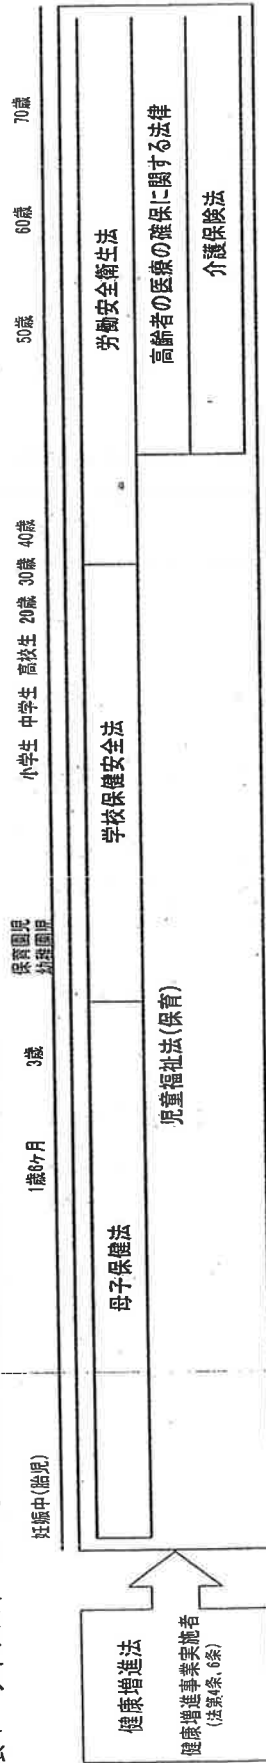 妊娠中(胎児)
1歳6ヶ月
3歳
保育園児
幼稚園児
小学生 中学生 高校生 20歳 30歳 40歳
50歳
60歳
70歳
健康増進法
健康増進事業実施者
(法第4条、6条)
母子保健法
学校保健安全法
労働安全衛生法
児童福祉法(保育)
高齢者の医療の確保に関する法律
介護保険法